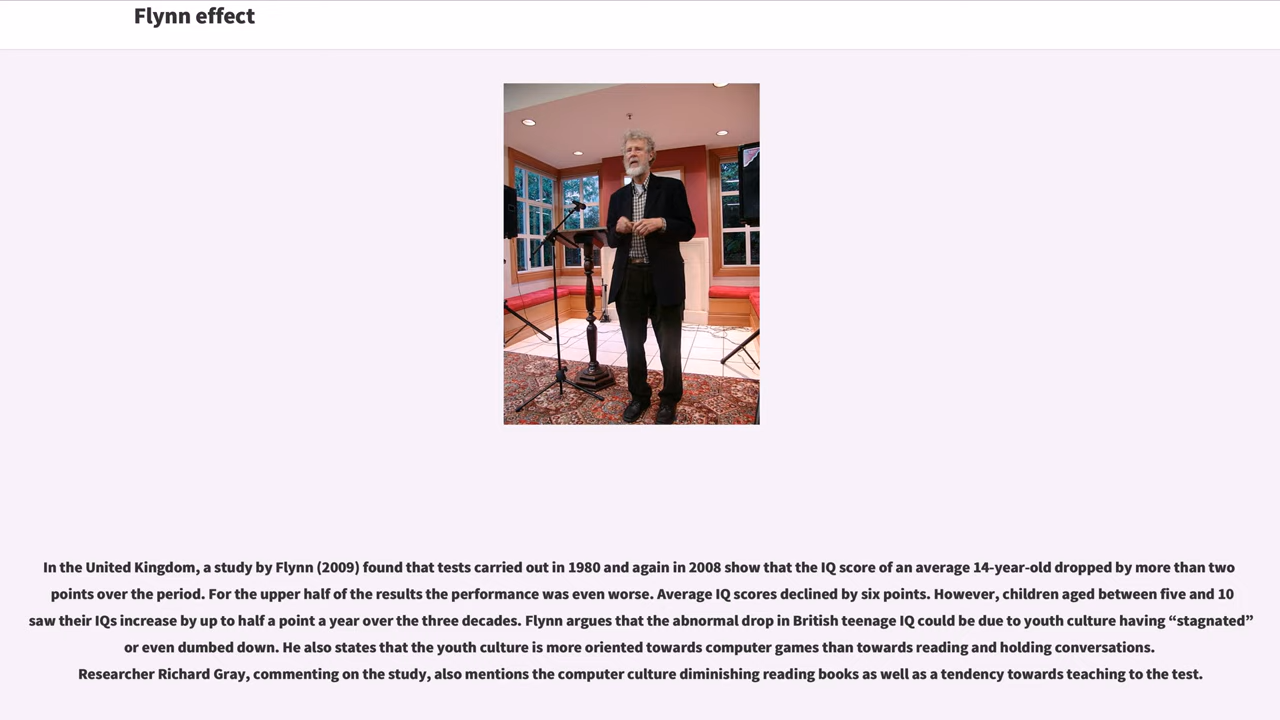 Flynn effect
In the United Kingdom, a study by Flynn (2009) found that tests carried out in 1980 and again in 2008 show that the IQ score of an average 14-year-old dropped by more than two
points over the period. For the upper half of the results the performance was even worse. Average IQ scores declined by six points. However, children aged between five and 10
saw their IQs increase by up to half a point a year over the three decades. Flynn argues that the abnormal drop in British teenage IQ could be due to youth culture having “stagnated”
or even dumbed down. He also states that the youth culture is more oriented towards computer games than towards reading and holding conversations.
Researcher Richard Gray, commenting on the study, also mentions the computer culture diminishing reading books as well as a tendency towards teaching to the test.